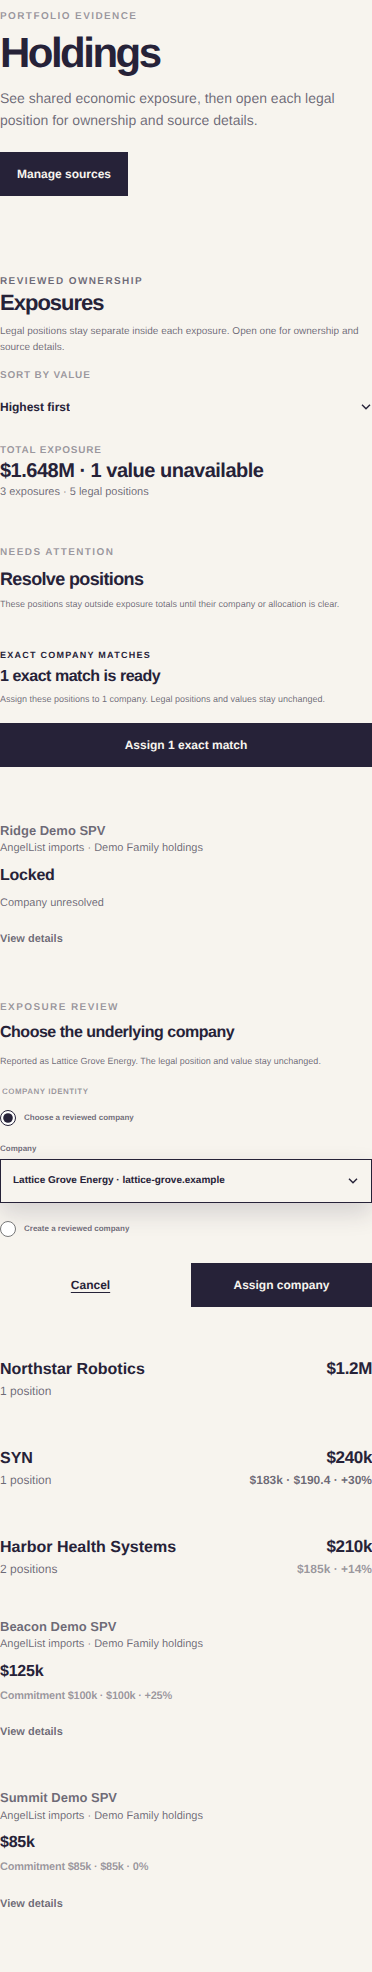 PORTFOLIO EVIDENCE
Holdings
See shared economic exposure, then open each legal
position for ownership and source details.
Manage sources
REVIEWED OWNERSHIP
Exposures
Legal positions stay separate inside each exposure. Open one for ownership and
source details.
SORT BY VALUE
Highest first
TOTAL EXPOSURE
$1.648M · 1 value unavailable
3 exposures · 5 legal positions
NEEDS ATTENTION
Resolve positions
These positions stay outside exposure totals until their company or allocation is clear.
EXACT COMPANY MATCHES
1 exact match is ready
Assign these positions to 1 company. Legal positions and values stay unchanged.
Assign 1 exact match
Ridge Demo SPV
AngelList imports · Demo Family holdings
Locked
Company unresolved
View details
EXPOSURE REVIEW
Choose the underlying company
Reported as Lattice Grove Energy. The legal position and value stay unchanged.
COMPANY IDENTITY
Choose a reviewed company
Company
Lattice Grove Energy · lattice-grove.example
Create a reviewed company
Cancel
Assign company
Northstar Robotics $1.2M
1 position
SYN $240k
1 position $183k · $190.4 · +30%
Harbor Health Systems $210k
2 positions $185k · +14%
Beacon Demo SPV
AngelList imports · Demo Family holdings
$125k
Commitment $100k · $100k · +25%
View details
Summit Demo SPV
AngelList imports · Demo Family holdings
$85k
Commitment $85k · $85k · 0%
View details